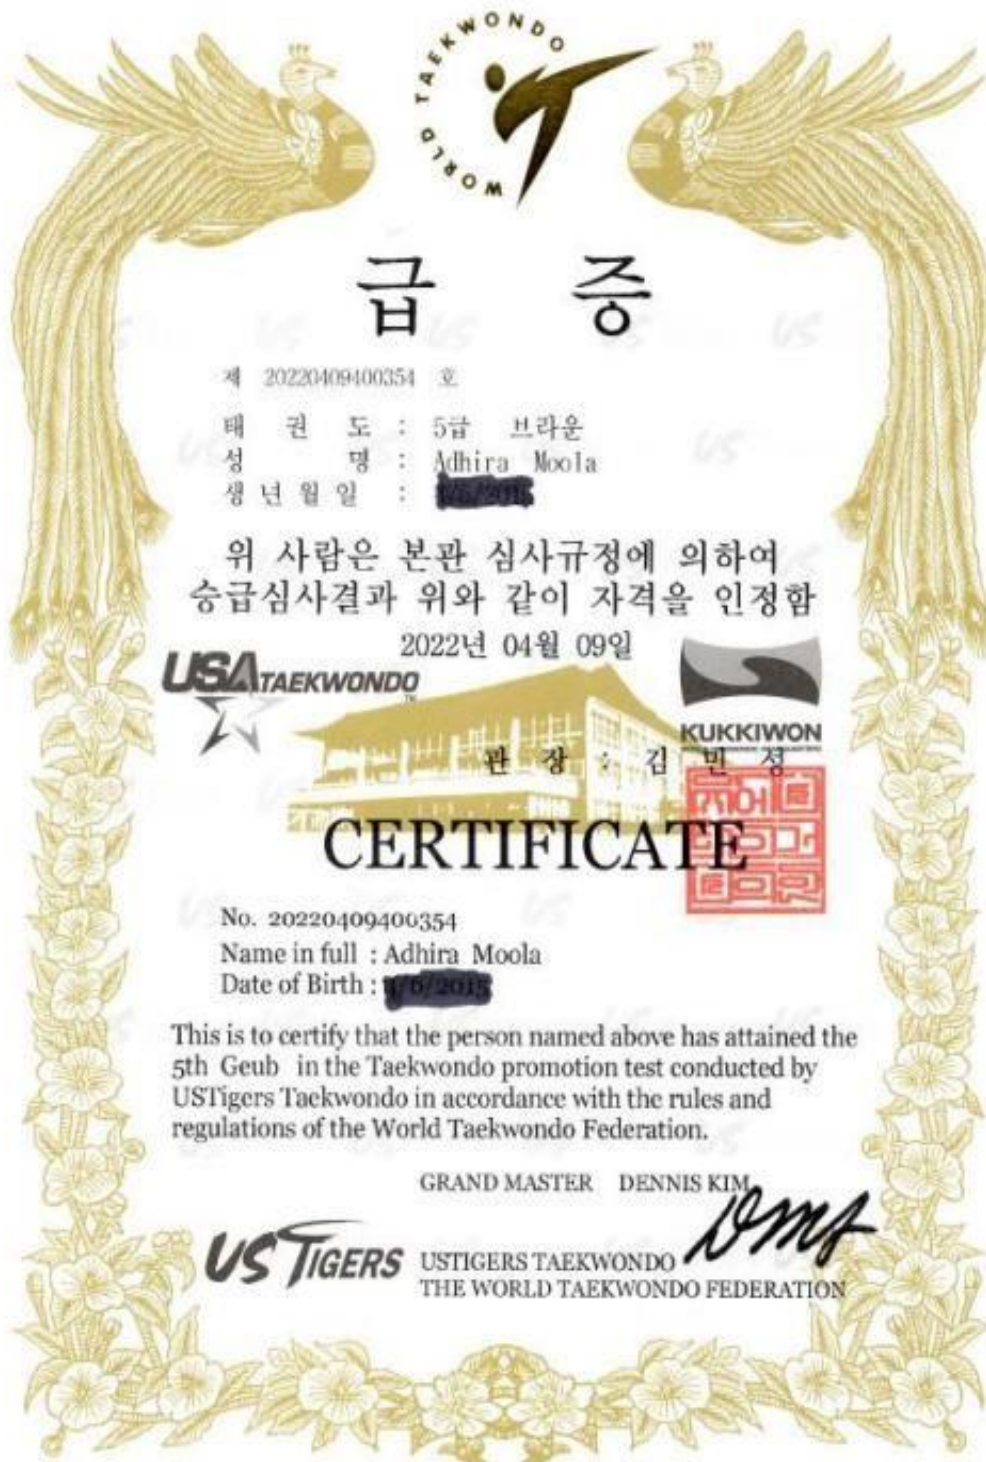 WORLD TAEKWONDO
급 증
제 20220409400354 호
태 권 도 : 5급 브라운
성 명 : Adhira Moola
생 년 월 일 :
위 사람은 본관 심사규정에 의하여
승급심사결과 위와 같이 자격을 인정함
2022년 04월 09일
USA TAEKWONDO
KUKKIWON
관 장 : 김 민 성
CERTIFICATE
No. 20220409400354
Name in full : Adhira Moola
Date of Birth :
This is to certify that the person named above has attained the
5th Geub in the Taekwondo promotion test conducted by
USTigers Taekwondo in accordance with the rules and
regulations of the World Taekwondo Federation.
GRAND MASTER DENNIS KIM
US TIGERS
USTIGERS TAEKWONDO
THE WORLD TAEKWONDO FEDERATION